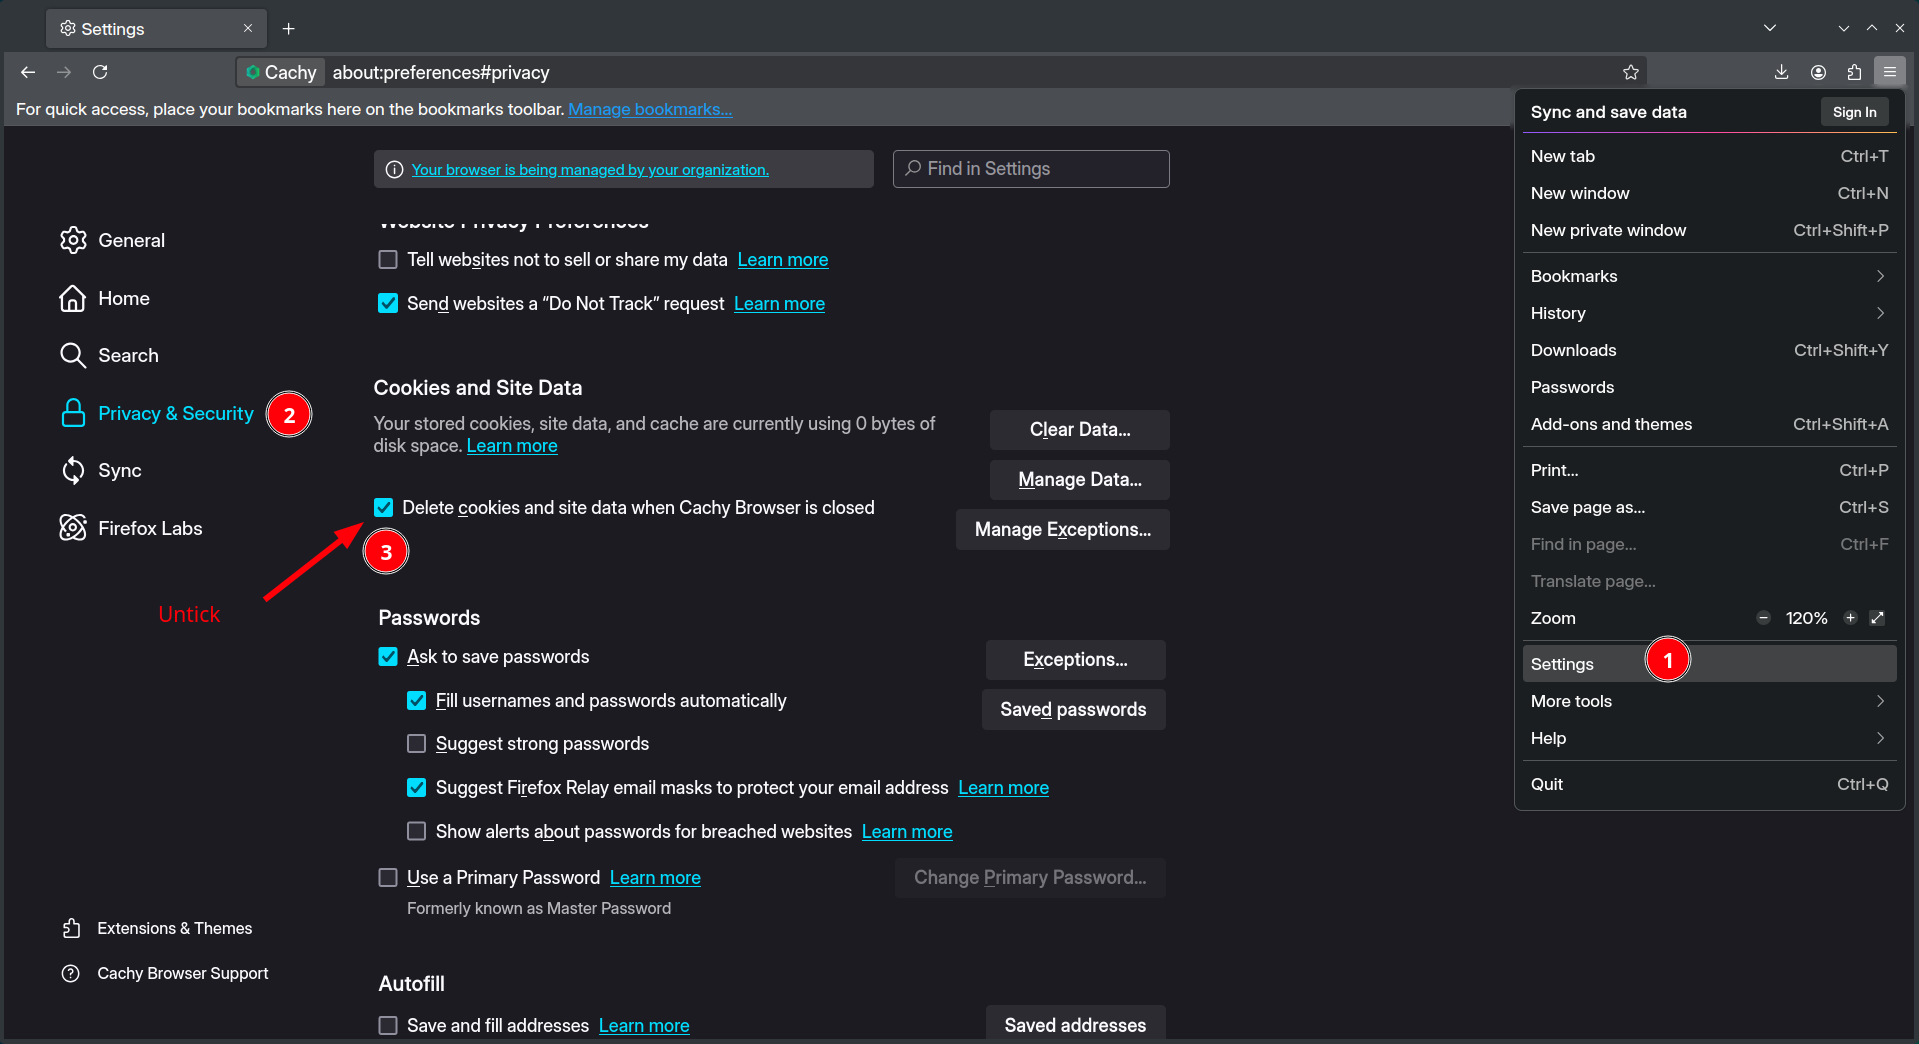 Settings
Cachy about:preferences#privacy
For quick access, place your bookmarks here on the bookmarks toolbar. Manage bookmarks...
Your browser is being managed by your organization.
Find in Settings
General
Home
Search
Privacy & Security
2
Sync
Firefox Labs
Untick
Extensions & Themes
Cachy Browser Support
Website Privacy Preferences
Tell websites not to sell or share my data Learn more
Send websites a “Do Not Track” request Learn more
Cookies and Site Data
Your stored cookies, site data, and cache are currently using 0 bytes of
disk space. Learn more
Clear Data...
Manage Data...
Delete cookies and site data when Cachy Browser is closed
Manage Exceptions...
3
Passwords
Ask to save passwords
Exceptions...
Fill usernames and passwords automatically
Saved passwords
Suggest strong passwords
Suggest Firefox Relay email masks to protect your email address Learn more
Show alerts about passwords for breached websites Learn more
Use a Primary Password Learn more
Change Primary Password...
Formerly known as Master Password
Autofill
Save and fill addresses Learn more
Saved addresses
Sync and save data Sign In
New tab Ctrl+T
New window Ctrl+N
New private window Ctrl+Shift+P
Bookmarks
History
Downloads Ctrl+Shift+Y
Passwords
Add-ons and themes Ctrl+Shift+A
Print... Ctrl+P
Save page as... Ctrl+S
Find in page... Ctrl+F
Translate page...
Zoom 120%
Settings 1
More tools
Help
Quit Ctrl+Q